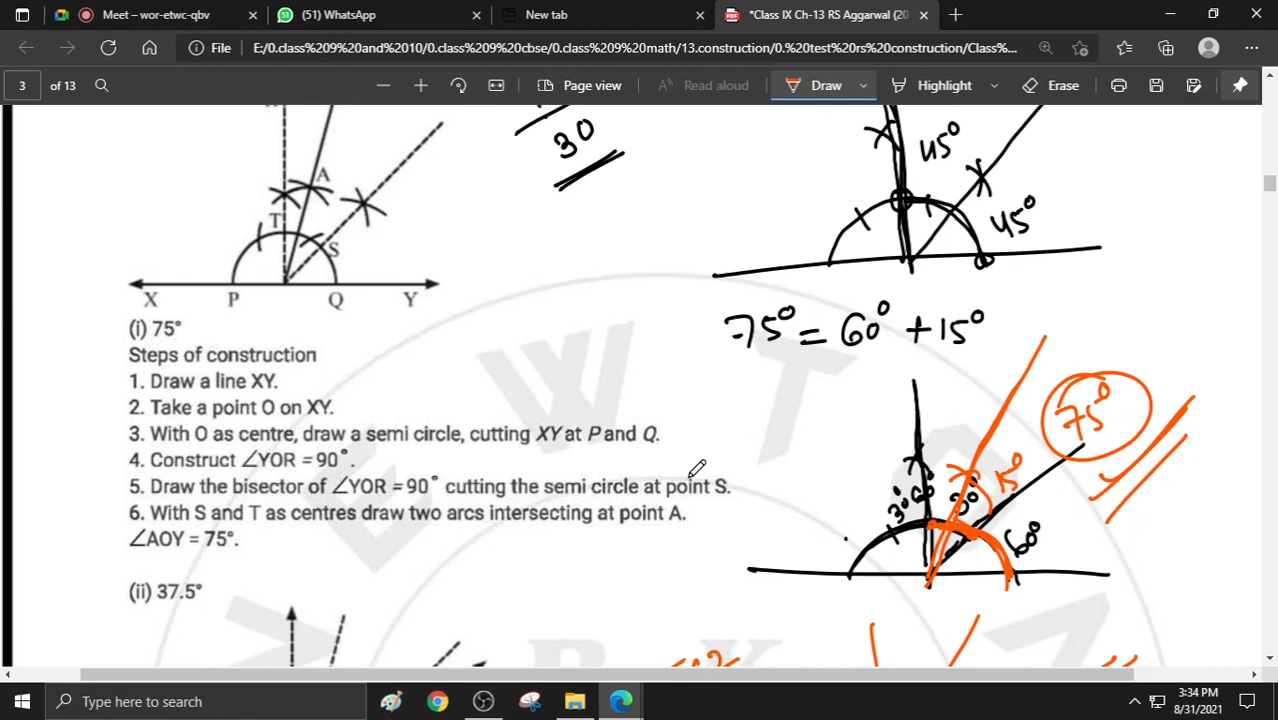 Meet – wor-etwc-qbv
(51) WhatsApp
New tab
*Class IX Ch-13 RS Aggarwal (20
File
E:/0.class%209%20and%2010/0.class%209%20cbse/0.class%209%20math/13.construction/0.%20test%20rs%20construction/Class%...
3 of 13
Page view
Read aloud
Draw
Highlight
Erase
30
45°
45°
A
T
S
X P Q Y
(i) 75°
Steps of construction
1. Draw a line XY.
2. Take a point O on XY.
3. With O as centre, draw a semi circle, cutting XY at P and Q.
4. Construct ∠YOR = 90°.
5. Draw the bisector of ∠YOR = 90° cutting the semi circle at point S.
6. With S and T as centres draw two arcs intersecting at point A.
∠AOY = 75°.
(ii) 37.5°
75° = 60° + 15°
75°
15°
30°
60°
Type here to search
3:34 PM
8/31/2021